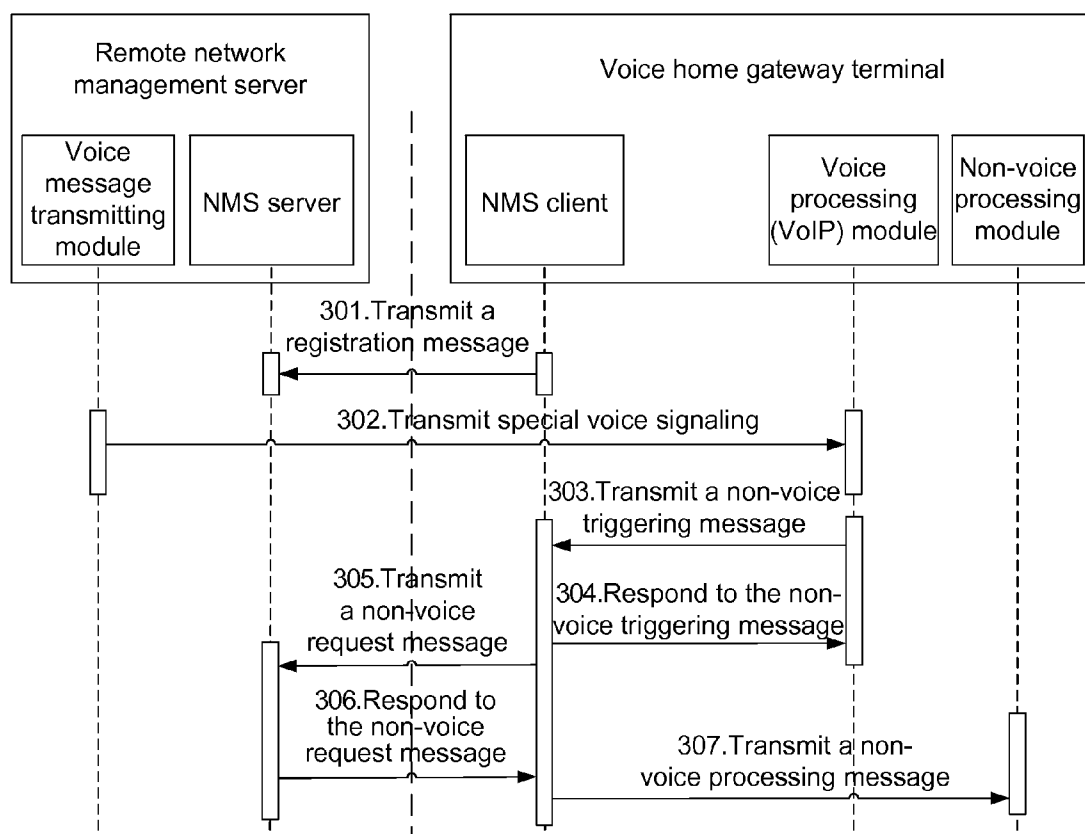 Remote network
management server
Voice home gateway terminal
Voice
message
transmitting
module
NMS server
NMS client
Voice
processing
(VoIP) module
Non-voice
processing
module
301.Transmit a
registration message
302.Transmit special voice signaling
303.Transmit a non-voice
triggering message
304.Respond to the non-
voice triggering message
305.Transmit
a non-voice
request message
306.Respond to
the non-voice
request message
307.Transmit a non-
voice processing message